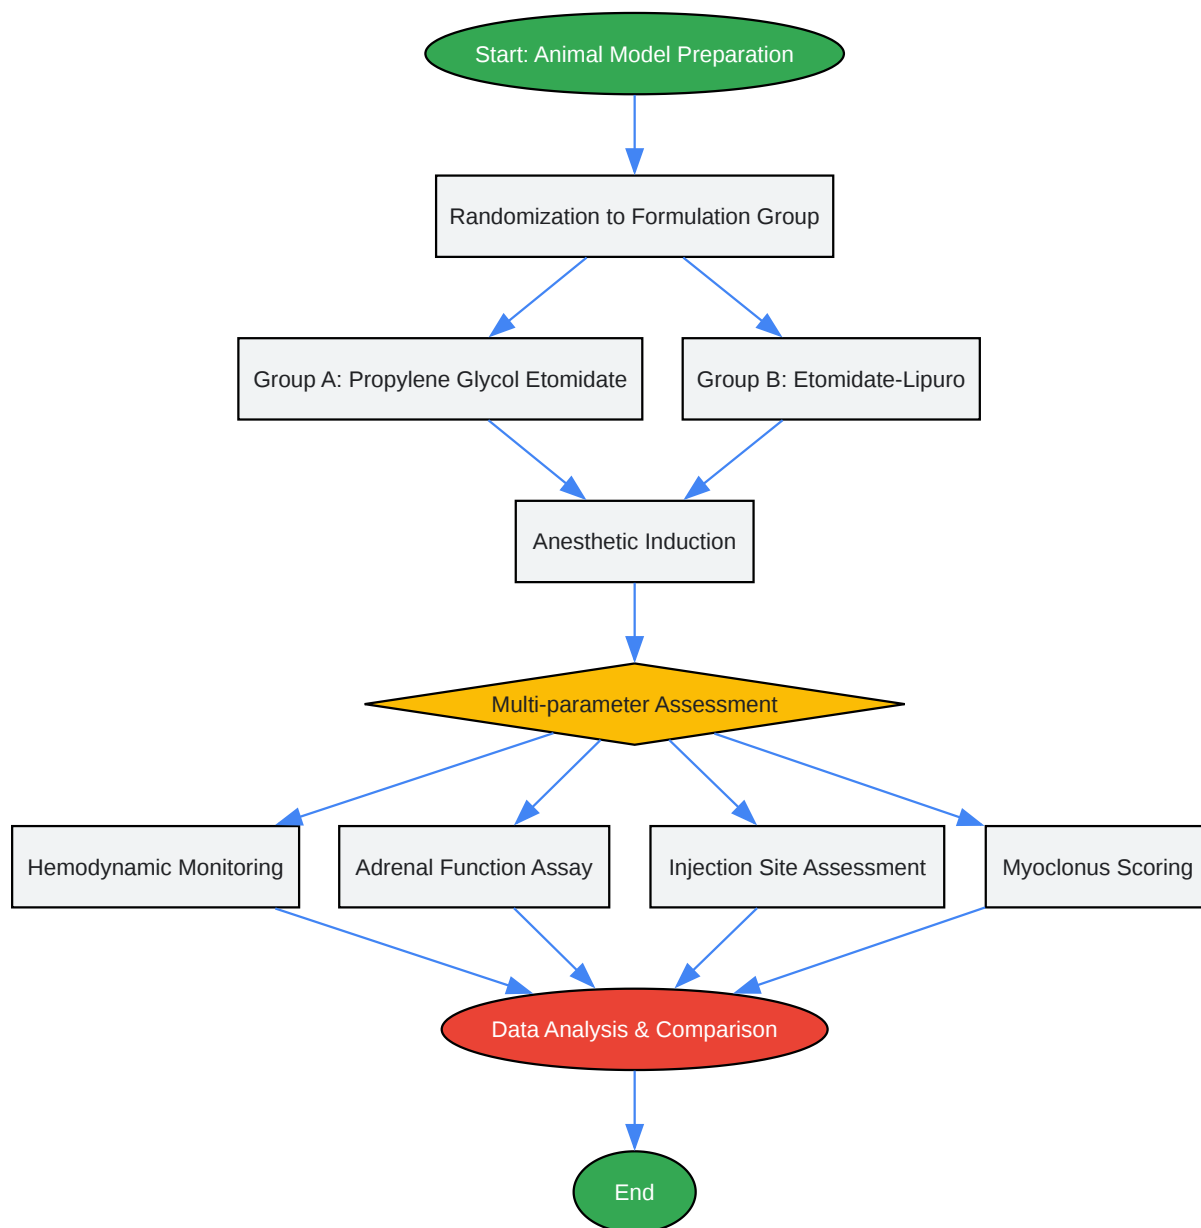 Start: Animal Model Preparation
Randomization to Formulation Group
Group A: Propylene Glycol Etomidate
Group B: Etomidate-Lipuro
Anesthetic Induction
Multi-parameter Assessment
Hemodynamic Monitoring
Adrenal Function Assay
Injection Site Assessment
Myoclonus Scoring
Data Analysis & Comparison
End